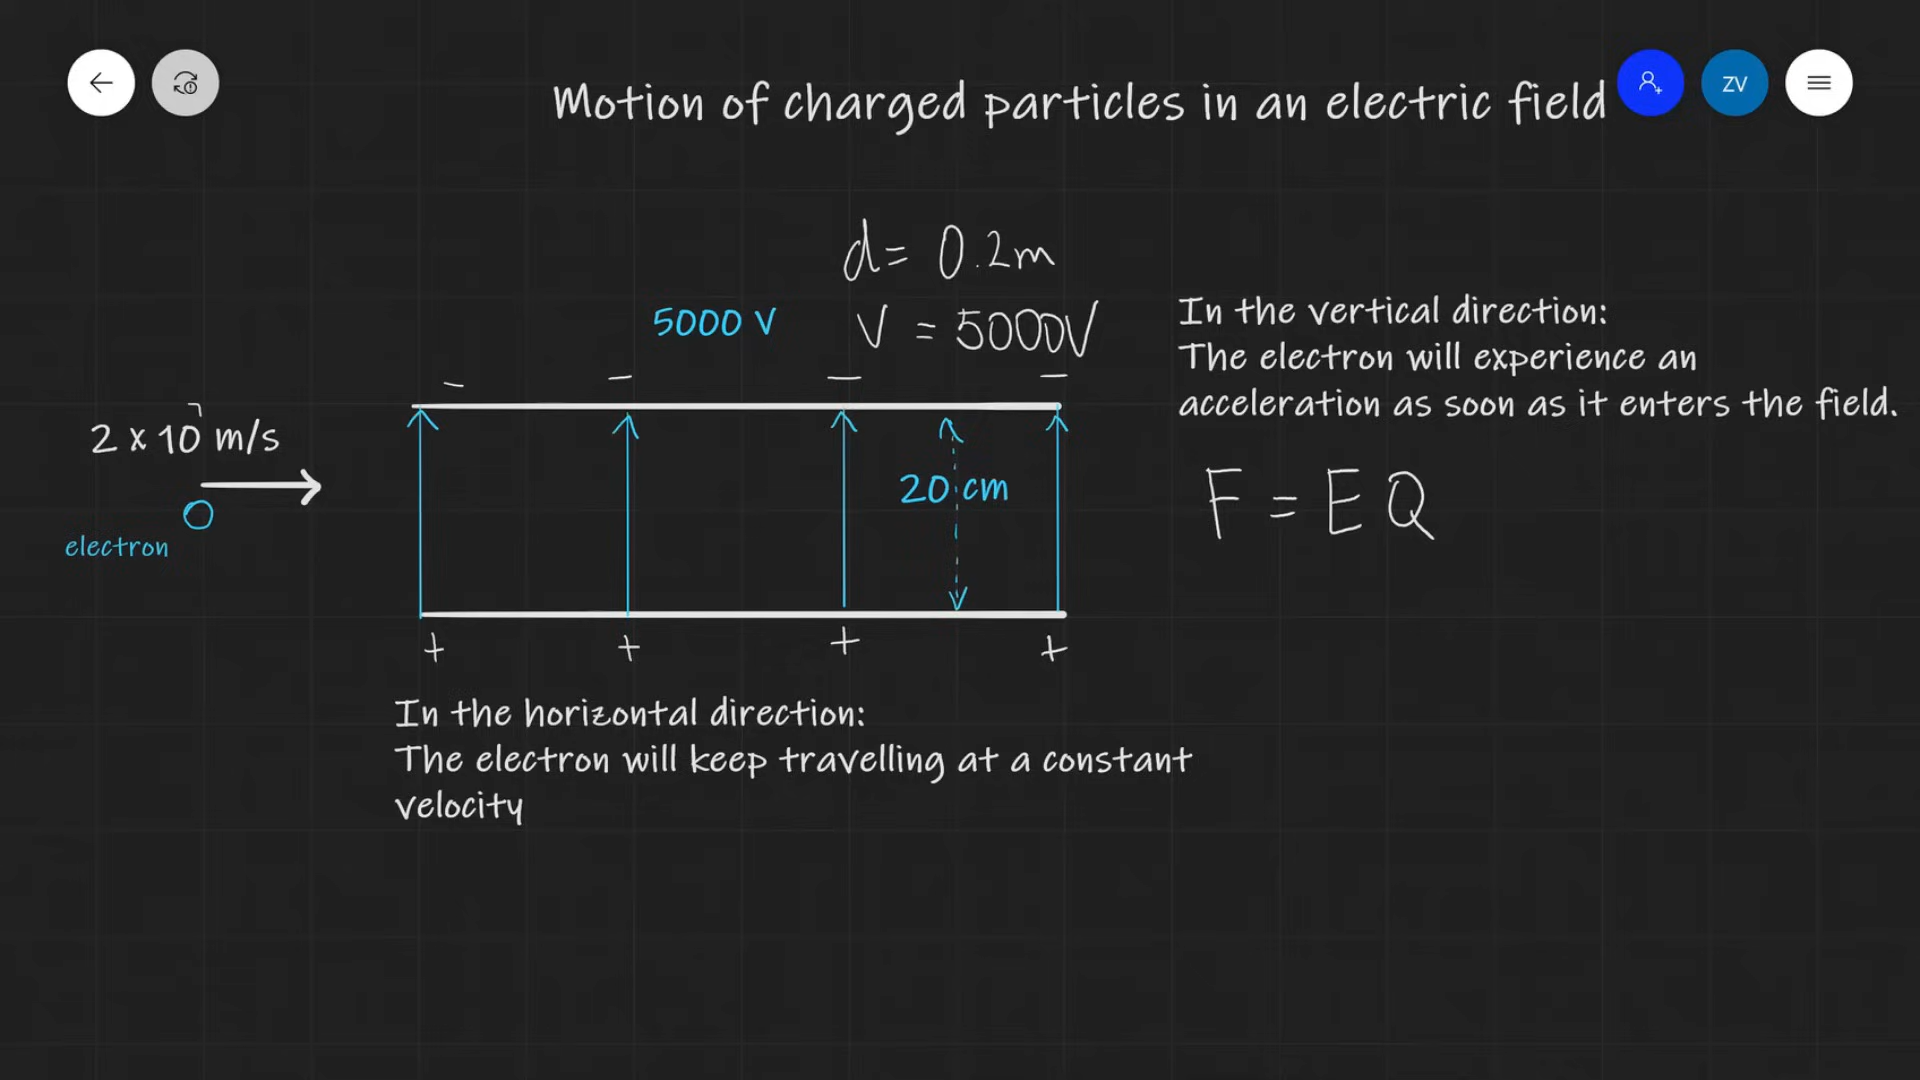 Motion of charged particles in an electric field
ZV
d = 0.2m
5000 V
V = 5000V
In the vertical direction:
The electron will experience an
acceleration as soon as it enters the field.
F = E Q
- - - -
2 x 10⁷ m/s
20 cm
electron
+ + + +
In the horizontal direction:
The electron will keep travelling at a constant
velocity